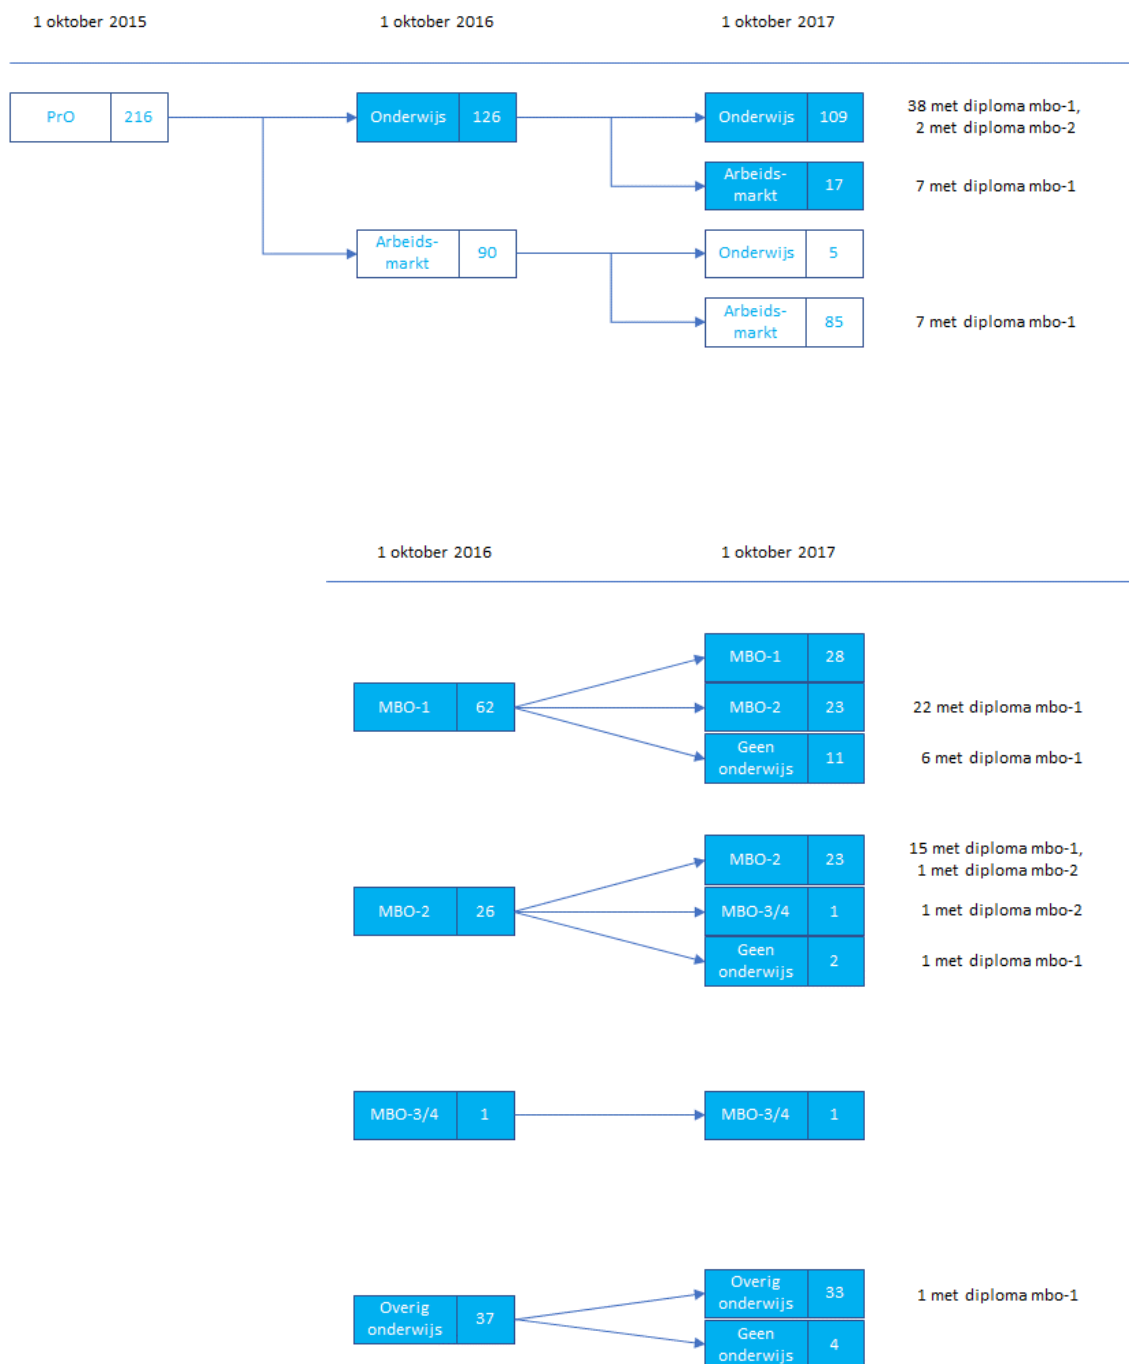 1 oktober 2015
1 oktober 2016
1 oktober 2017
PrO
216
Onderwijs
126
Onderwijs
109
38 met diploma mbo-1,
2 met diploma mbo-2
Arbeids-
markt
17
7 met diploma mbo-1
Arbeids-
markt
90
Onderwijs
5
Arbeids-
markt
85
7 met diploma mbo-1
1 oktober 2016
1 oktober 2017
MBO-1
62
MBO-1
28
MBO-2
23
22 met diploma mbo-1
Geen
onderwijs
11
6 met diploma mbo-1
MBO-2
26
MBO-2
23
15 met diploma mbo-1,
1 met diploma mbo-2
MBO-3/4
1
1 met diploma mbo-2
Geen
onderwijs
2
1 met diploma mbo-1
MBO-3/4
1
MBO-3/4
1
Overig
onderwijs
37
Overig
onderwijs
33
1 met diploma mbo-1
Geen
onderwijs
4